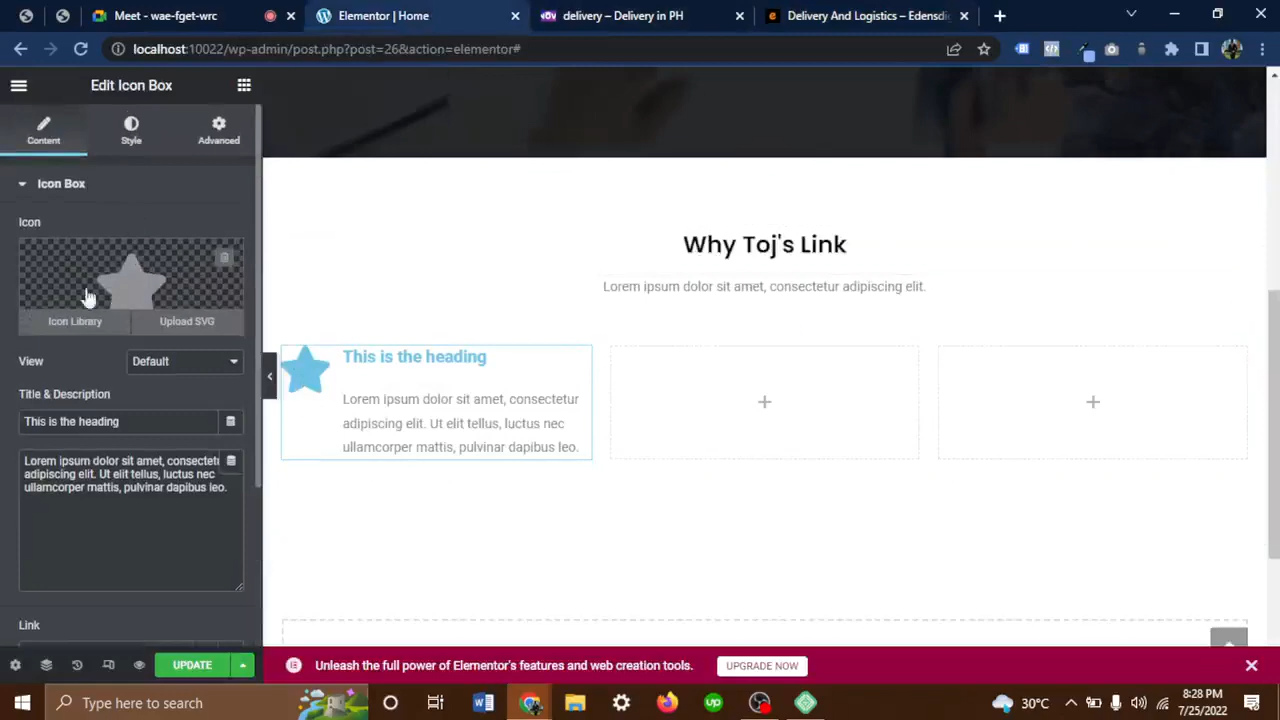 Meet - wae-fget-wrc
Elementor | Home
delivery – Delivery in PH
Delivery And Logistics – Edensdig
localhost:10022/wp-admin/post.php?post=26&action=elementor#
Edit Icon Box
Content
Style
Advanced
Icon Box
Icon
Icon Library
Upload SVG
View
Default
Title & Description
This is the heading
Lorem ipsum dolor sit amet, consectetu
adipiscing elit. Ut elit tellus, luctus nec
ullamcorper mattis, pulvinar dapibus leo.
Link
UPDATE
Why Toj's Link
Lorem ipsum dolor sit amet, consectetur adipiscing elit.
This is the heading
Lorem ipsum dolor sit amet, consectetur
adipiscing elit. Ut elit tellus, luctus nec
ullamcorper mattis, pulvinar dapibus leo.
Unleash the full power of Elementor's features and web creation tools.
UPGRADE NOW
Type here to search
30°C
8:28 PM
7/25/2022